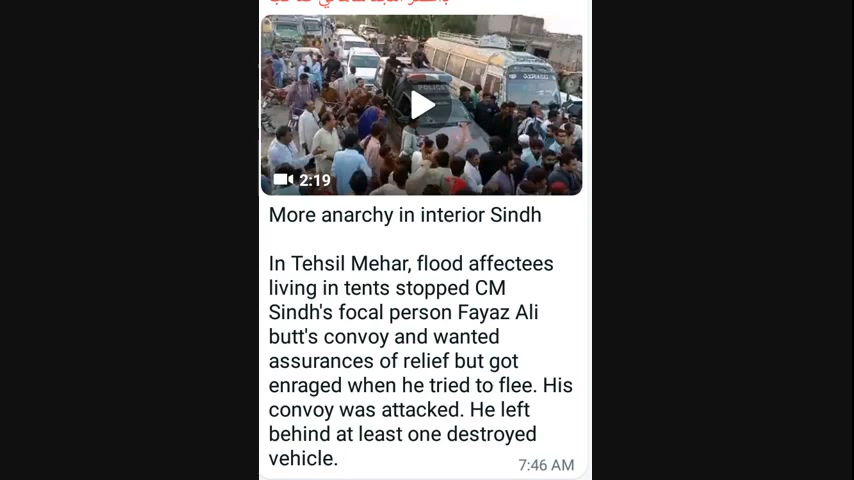 2:19
More anarchy in interior Sindh
In Tehsil Mehar, flood affectees
living in tents stopped CM
Sindh's focal person Fayaz Ali
butt's convoy and wanted
assurances of relief but got
enraged when he tried to flee. His
convoy was attacked. He left
behind at least one destroyed
vehicle.
7:46 AM